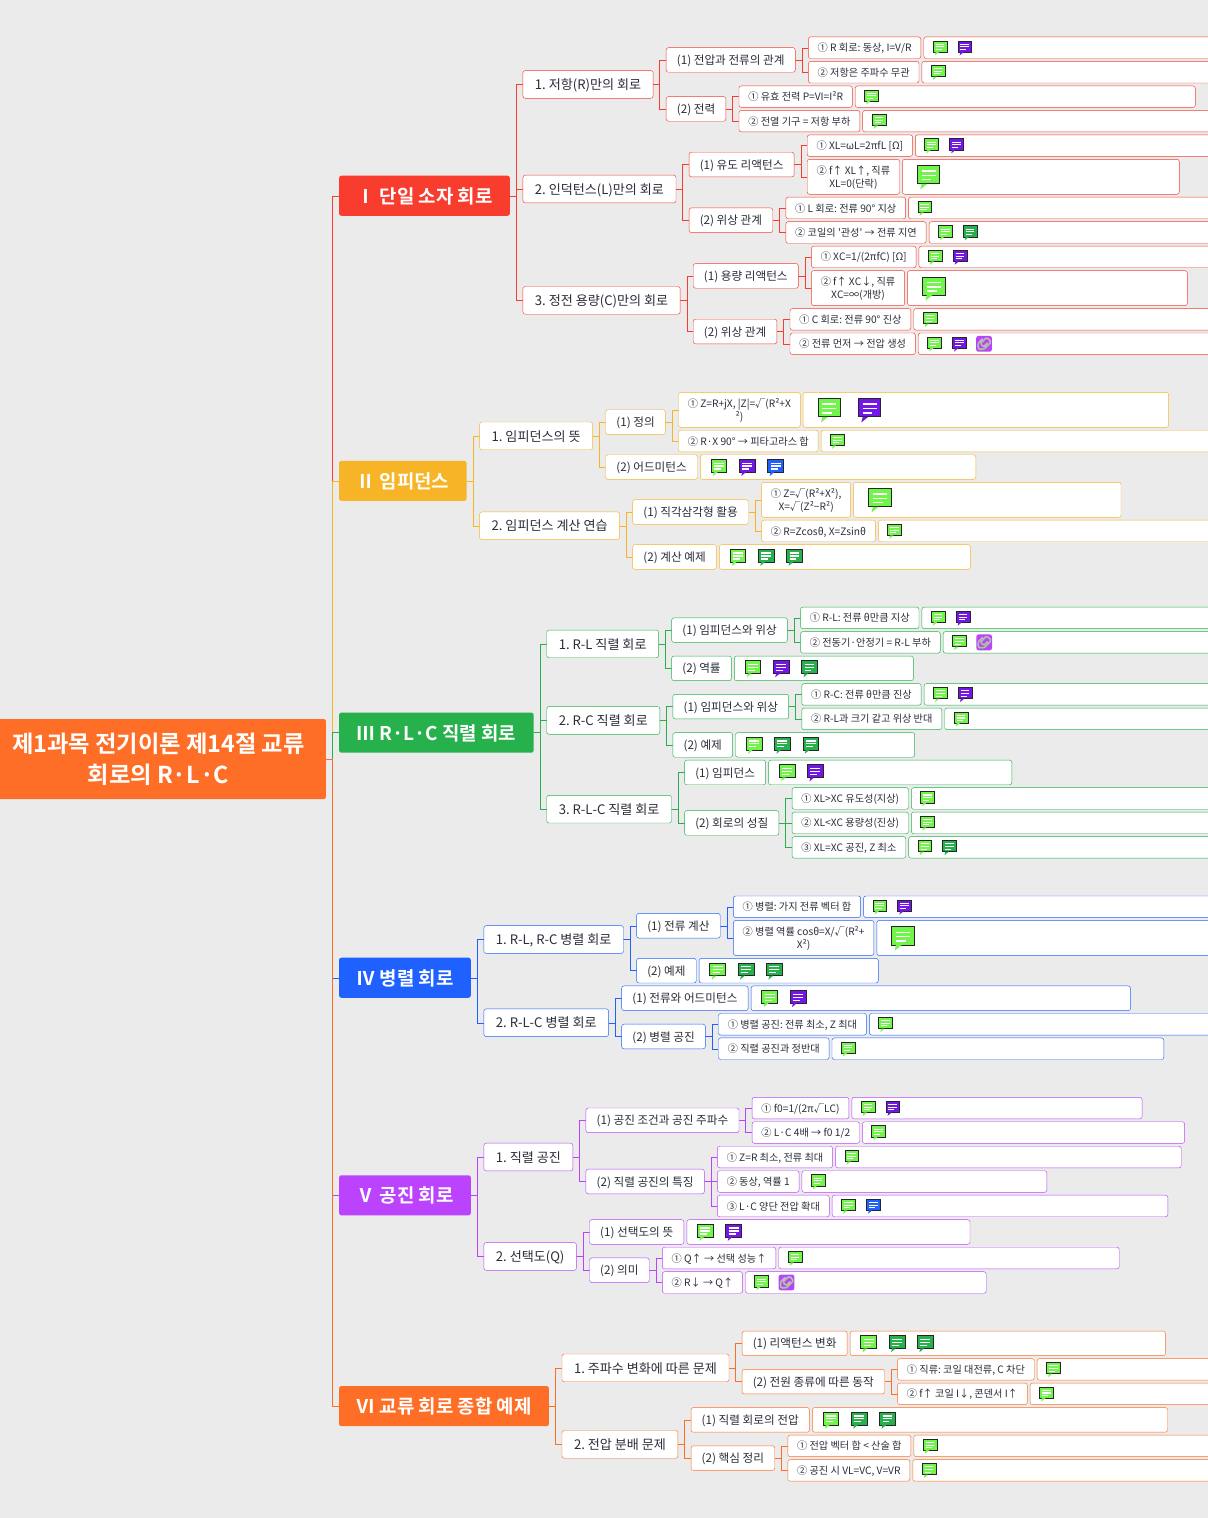 제1과목 전기이론 제14절 교류
회로의 R·L·C
Ⅰ 단일 소자 회로
1. 저항(R)만의 회로
(1) 전압과 전류의 관계
① R 회로: 동상, I=V/R
② 저항은 주파수 무관
(2) 전력
① 유효 전력 P=VI=I²R
② 전열 기구 = 저항 부하
2. 인덕턴스(L)만의 회로
(1) 유도 리액턴스
① XL=ωL=2πfL [Ω]
② f↑ XL↑, 직류
XL=0(단락)
(2) 위상 관계
① L 회로: 전류 90° 지상
② 코일의 '관성' → 전류 지연
3. 정전 용량(C)만의 회로
(1) 용량 리액턴스
① XC=1/(2πfC) [Ω]
② f↑ XC↓, 직류
XC=∞(개방)
(2) 위상 관계
① C 회로: 전류 90° 진상
② 전류 먼저 → 전압 생성
Ⅱ 임피던스
1. 임피던스의 뜻
(1) 정의
① Z=R+jX, |Z|=√(R²+X
²)
② R·X 90° → 피타고라스 합
(2) 어드미턴스
2. 임피던스 계산 연습
(1) 직각삼각형 활용
① Z=√(R²+X²),
X=√(Z²−R²)
② R=Zcosθ, X=Zsinθ
(2) 계산 예제
Ⅲ R·L·C 직렬 회로
1. R-L 직렬 회로
(1) 임피던스와 위상
① R-L: 전류 θ만큼 지상
② 전동기·안정기 = R-L 부하
(2) 역률
2. R-C 직렬 회로
(1) 임피던스와 위상
① R-C: 전류 θ만큼 진상
② R-L과 크기 같고 위상 반대
(2) 예제
3. R-L-C 직렬 회로
(1) 임피던스
(2) 회로의 성질
① XL>XC 유도성(지상)
② XL<XC 용량성(진상)
③ XL=XC 공진, Z 최소
Ⅳ 병렬 회로
1. R-L, R-C 병렬 회로
(1) 전류 계산
① 병렬: 가지 전류 벡터 합
② 병렬 역률 cosθ=X/√(R²+
X²)
(2) 예제
2. R-L-C 병렬 회로
(1) 전류와 어드미턴스
(2) 병렬 공진
① 병렬 공진: 전류 최소, Z 최대
② 직렬 공진과 정반대
Ⅴ 공진 회로
1. 직렬 공진
(1) 공진 조건과 공진 주파수
① f0=1/(2π√LC)
② L·C 4배 → f0 1/2
(2) 직렬 공진의 특징
① Z=R 최소, 전류 최대
② 동상, 역률 1
③ L·C 양단 전압 확대
2. 선택도(Q)
(1) 선택도의 뜻
(2) 의미
① Q↑ → 선택 성능↑
② R↓ → Q↑
Ⅵ 교류 회로 종합 예제
1. 주파수 변화에 따른 문제
(1) 리액턴스 변화
(2) 전원 종류에 따른 동작
① 직류: 코일 대전류, C 차단
② f↑ 코일 I↓, 콘덴서 I↑
2. 전압 분배 문제
(1) 직렬 회로의 전압
(2) 핵심 정리
① 전압 벡터 합 < 산술 합
② 공진 시 VL=VC, V=VR